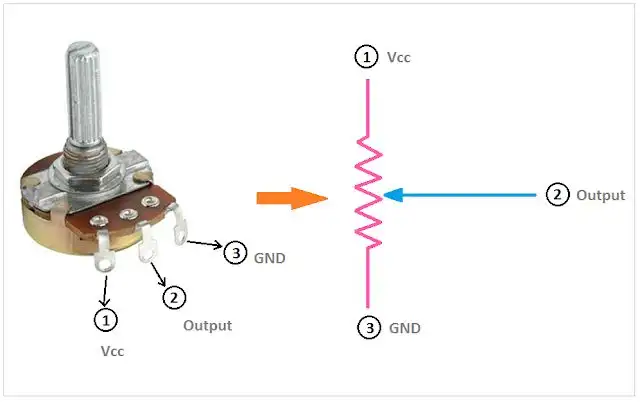 ① Vcc
② Output
③ GND
③ GND
② Output
① Vcc